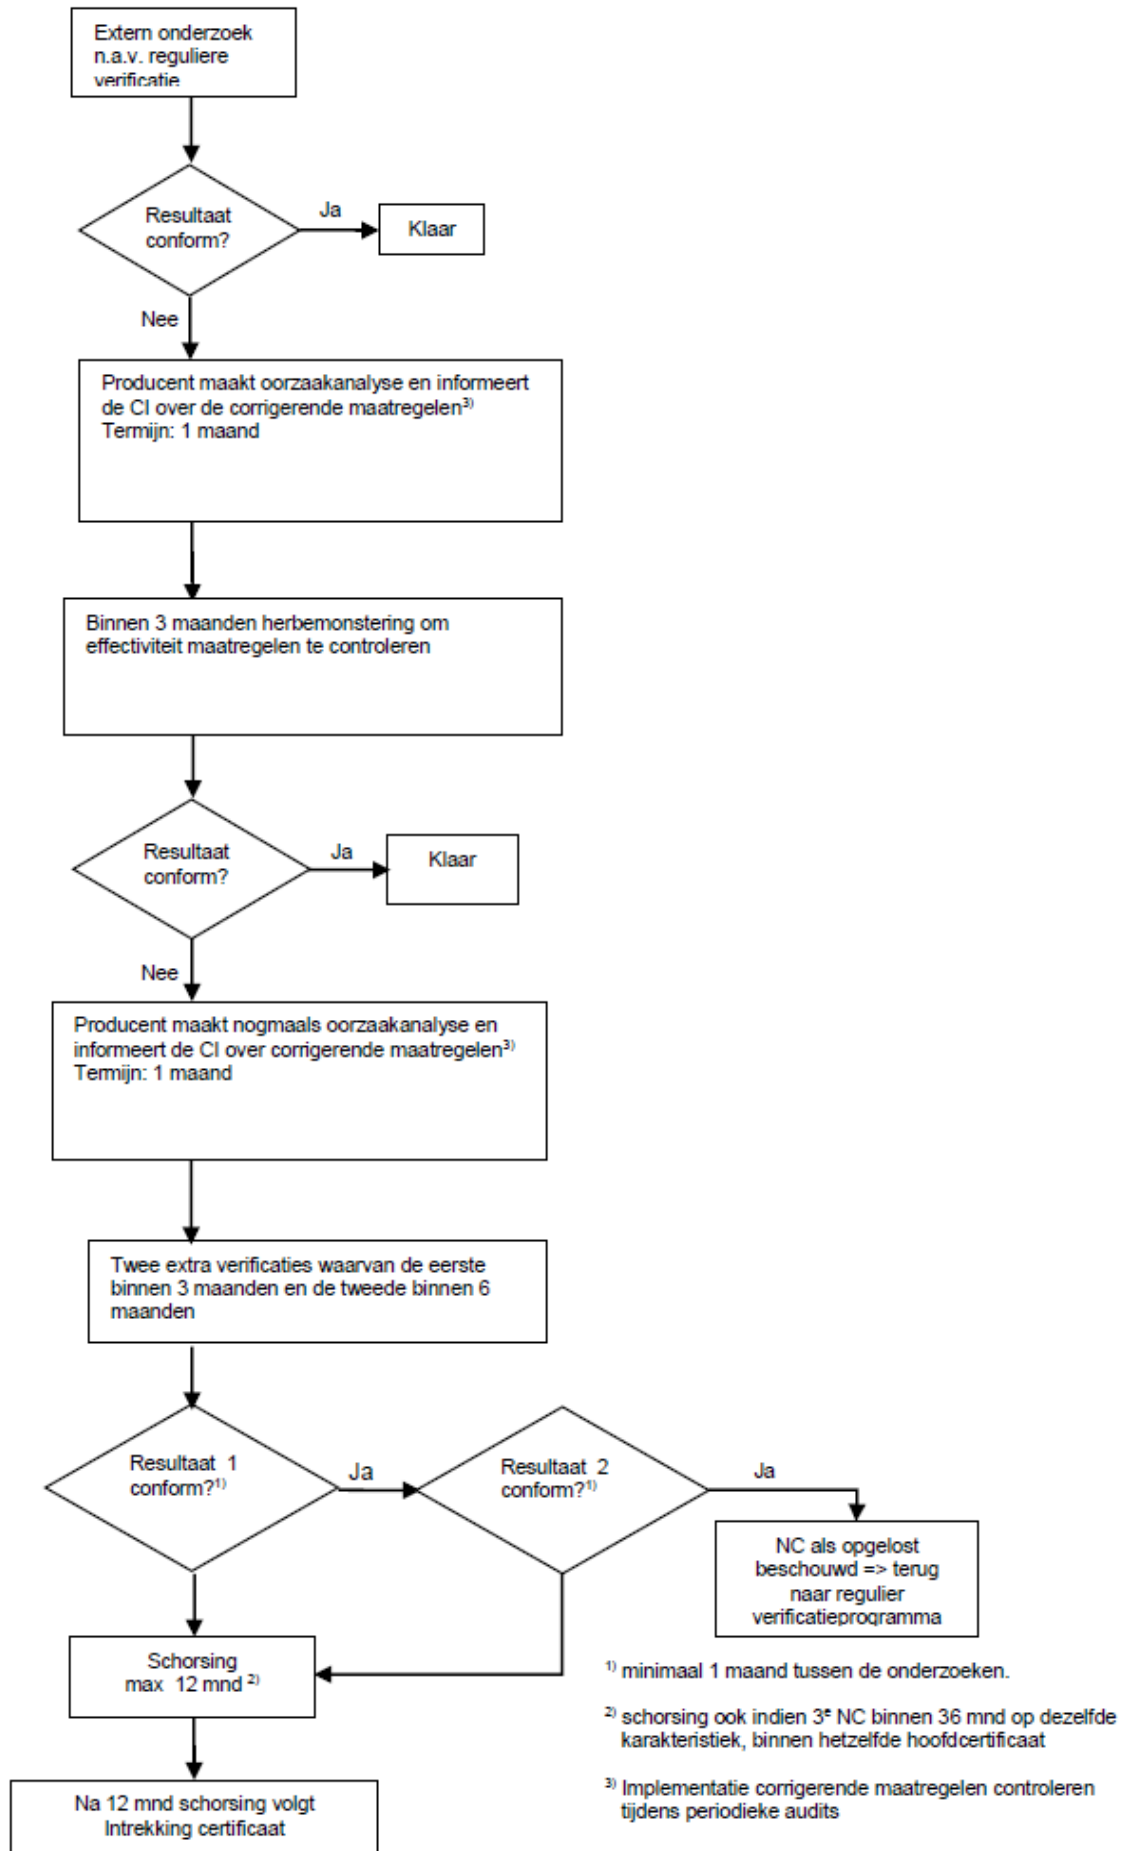 Extern onderzoek
n.a.v. reguliere
verificatie
Resultaat
conform?
Ja
Klaar
Nee
Producent maakt oorzaakanalyse en informeert
de CI over de corrigerende maatregelen³⁾
Termijn: 1 maand
Binnen 3 maanden herbemonstering om
effectiviteit maatregelen te controleren
Resultaat
conform?
Ja
Klaar
Nee
Producent maakt nogmaals oorzaakanalyse en
informeert de CI over corrigerende maatregelen³⁾
Termijn: 1 maand
Twee extra verificaties waarvan de eerste
binnen 3 maanden en de tweede binnen 6
maanden
Resultaat 1
conform?¹⁾
Ja
Resultaat 2
conform?¹⁾
Ja
NC als opgelost
beschouwd => terug
naar regulier
verificatieprogramma
Schorsing
max 12 mnd ²⁾
Na 12 mnd schorsing volgt
Intrekking certificaat
¹⁾ minimaal 1 maand tussen de onderzoeken.
²⁾ schorsing ook indien 3ᵉ NC binnen 36 mnd op dezelfde
karakteristiek, binnen hetzelfde hoofdcertificaat
³⁾ Implementatie corrigerende maatregelen controleren
tijdens periodieke audits